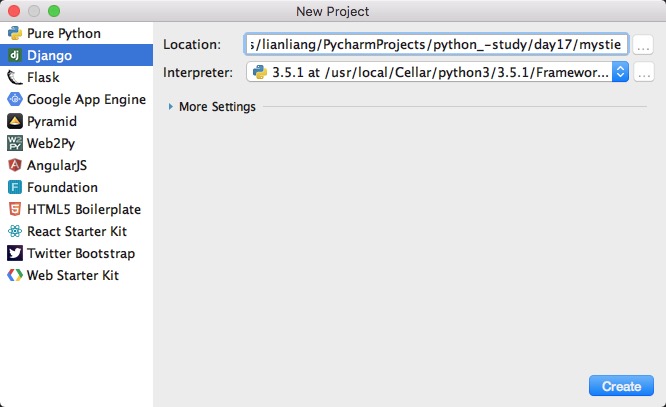 New Project
Pure Python
Django
Flask
Google App Engine
Pyramid
Web2Py
AngularJS
Foundation
HTML5 Boilerplate
React Starter Kit
Twitter Bootstrap
Web Starter Kit
Location: s/lianliang/PycharmProjects/python_-study/day17/mystie ...
Interpreter: 3.5.1 at /usr/local/Cellar/python3/3.5.1/Framewor... ...
More Settings
Create